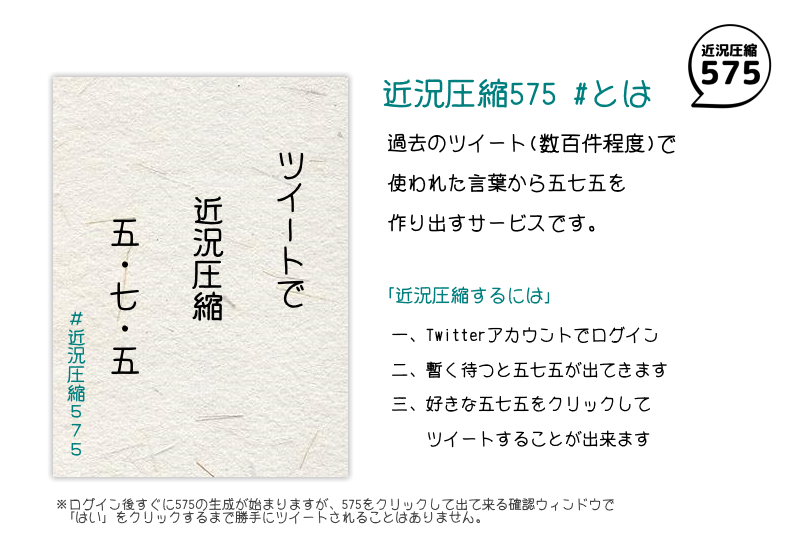 近況圧縮
575
ツイートで
近況圧縮
五・七・五
#近況圧縮575
近況圧縮575 #とは
過去のツイート(数百件程度)で
使われた言葉から五七五を
作り出すサービスです。
「近況圧縮するには」
一、Twitterアカウントでログイン
二、暫く待つと五七五が出てきます
三、好きな五七五をクリックして
ツイートすることが出来ます
※ログイン後すぐに575の生成が始まりますが、575をクリックして出て来る確認ウィンドウで
「はい」をクリックするまで勝手にツイートされることはありません。